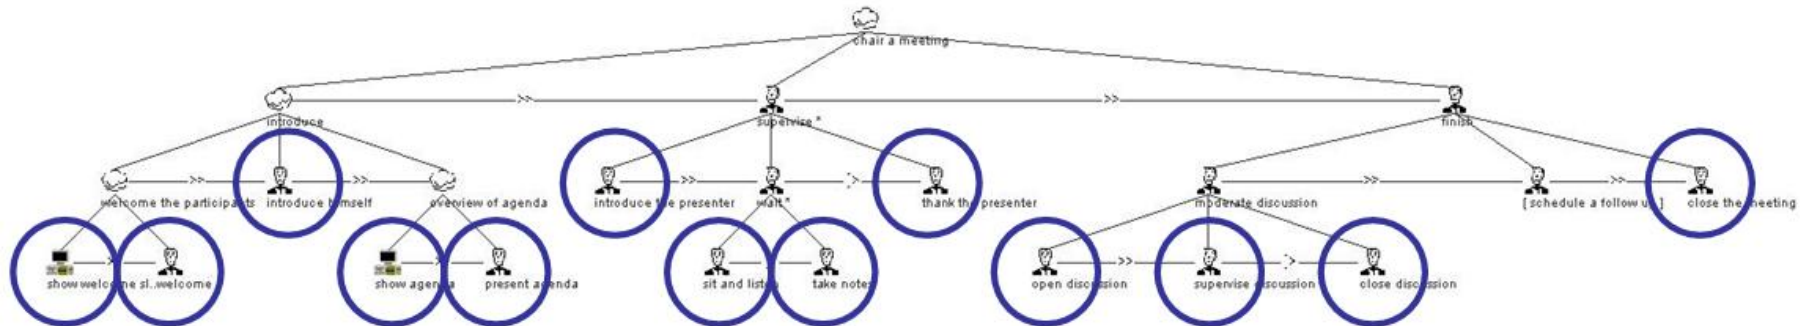 chair a meeting
>> >>
introduce supervise * finish
>> >> >> >> >>
welcome the participants introduce himself overview of agenda introduce the presenter wait * thank the presenter moderate discussion [ schedule a follow up ] close the meeting
>>
show welcome sl..welcome show agenda present agenda sit and listen take notes open discussion supervise discussion close discussion